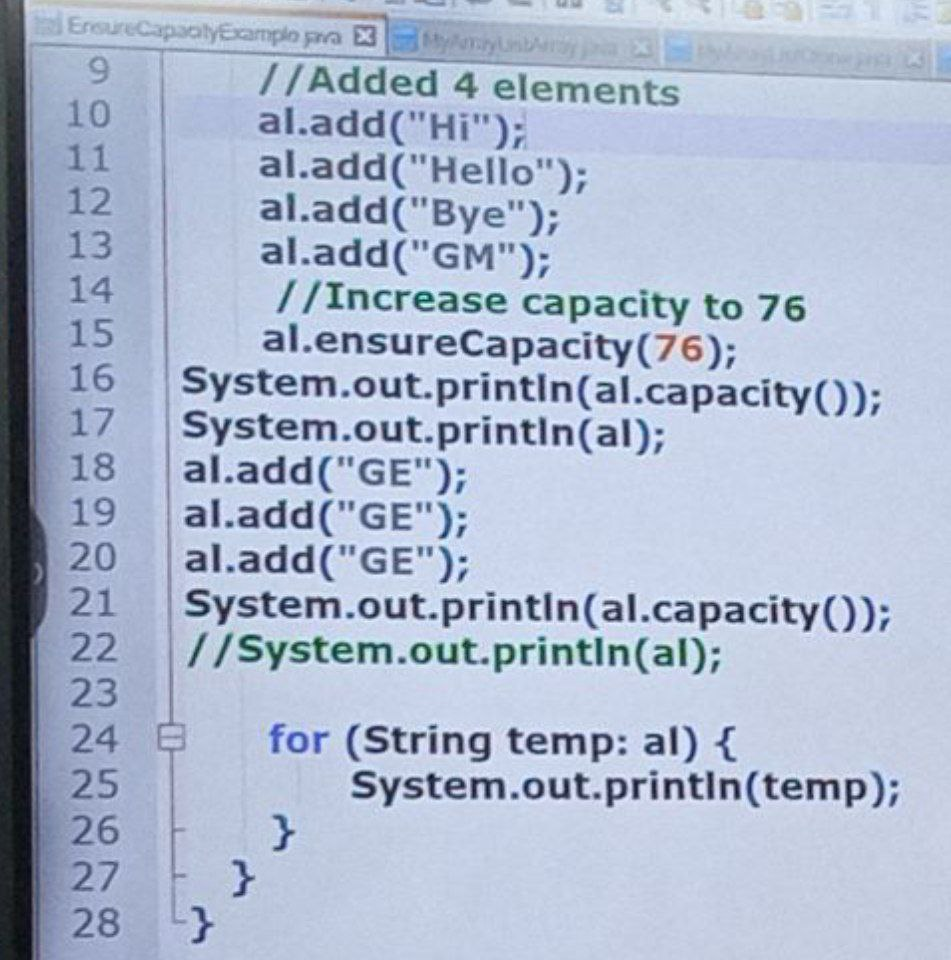 EnsureCapacityExample.java
9 //Added 4 elements
10 al.add("Hi");
11 al.add("Hello");
12 al.add("Bye");
13 al.add("GM");
14 //Increase capacity to 76
15 al.ensureCapacity(76);
16 System.out.println(al.capacity());
17 System.out.println(al);
18 al.add("GE");
19 al.add("GE");
20 al.add("GE");
21 System.out.println(al.capacity());
22 //System.out.println(al);
23
24 for (String temp: al) {
25 System.out.println(temp);
26 }
27 }
28 }